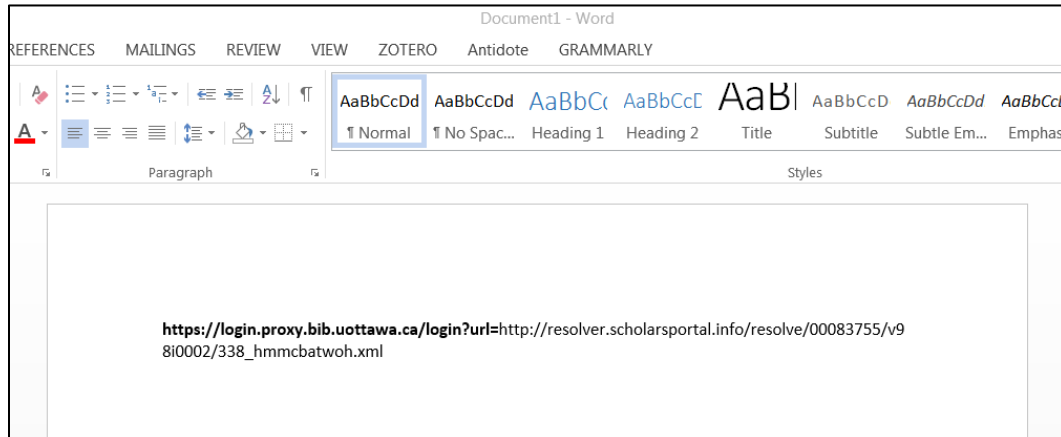 Document1 - Word
REFERENCES MAILINGS REVIEW VIEW ZOTERO Antidote GRAMMARLY
AaBbCcDd AaBbCcDd AaBbCc AaBbCcE AaBl AaBbCcD AaBbCcDd AaBbCcD
¶ Normal ¶ No Spac... Heading 1 Heading 2 Title Subtitle Subtle Em... Emphas
Paragraph Styles
https://login.proxy.bib.uottawa.ca/login?url=http://resolver.scholarsportal.info/resolve/00083755/v9
8i0002/338_hmmcbatwoh.xml